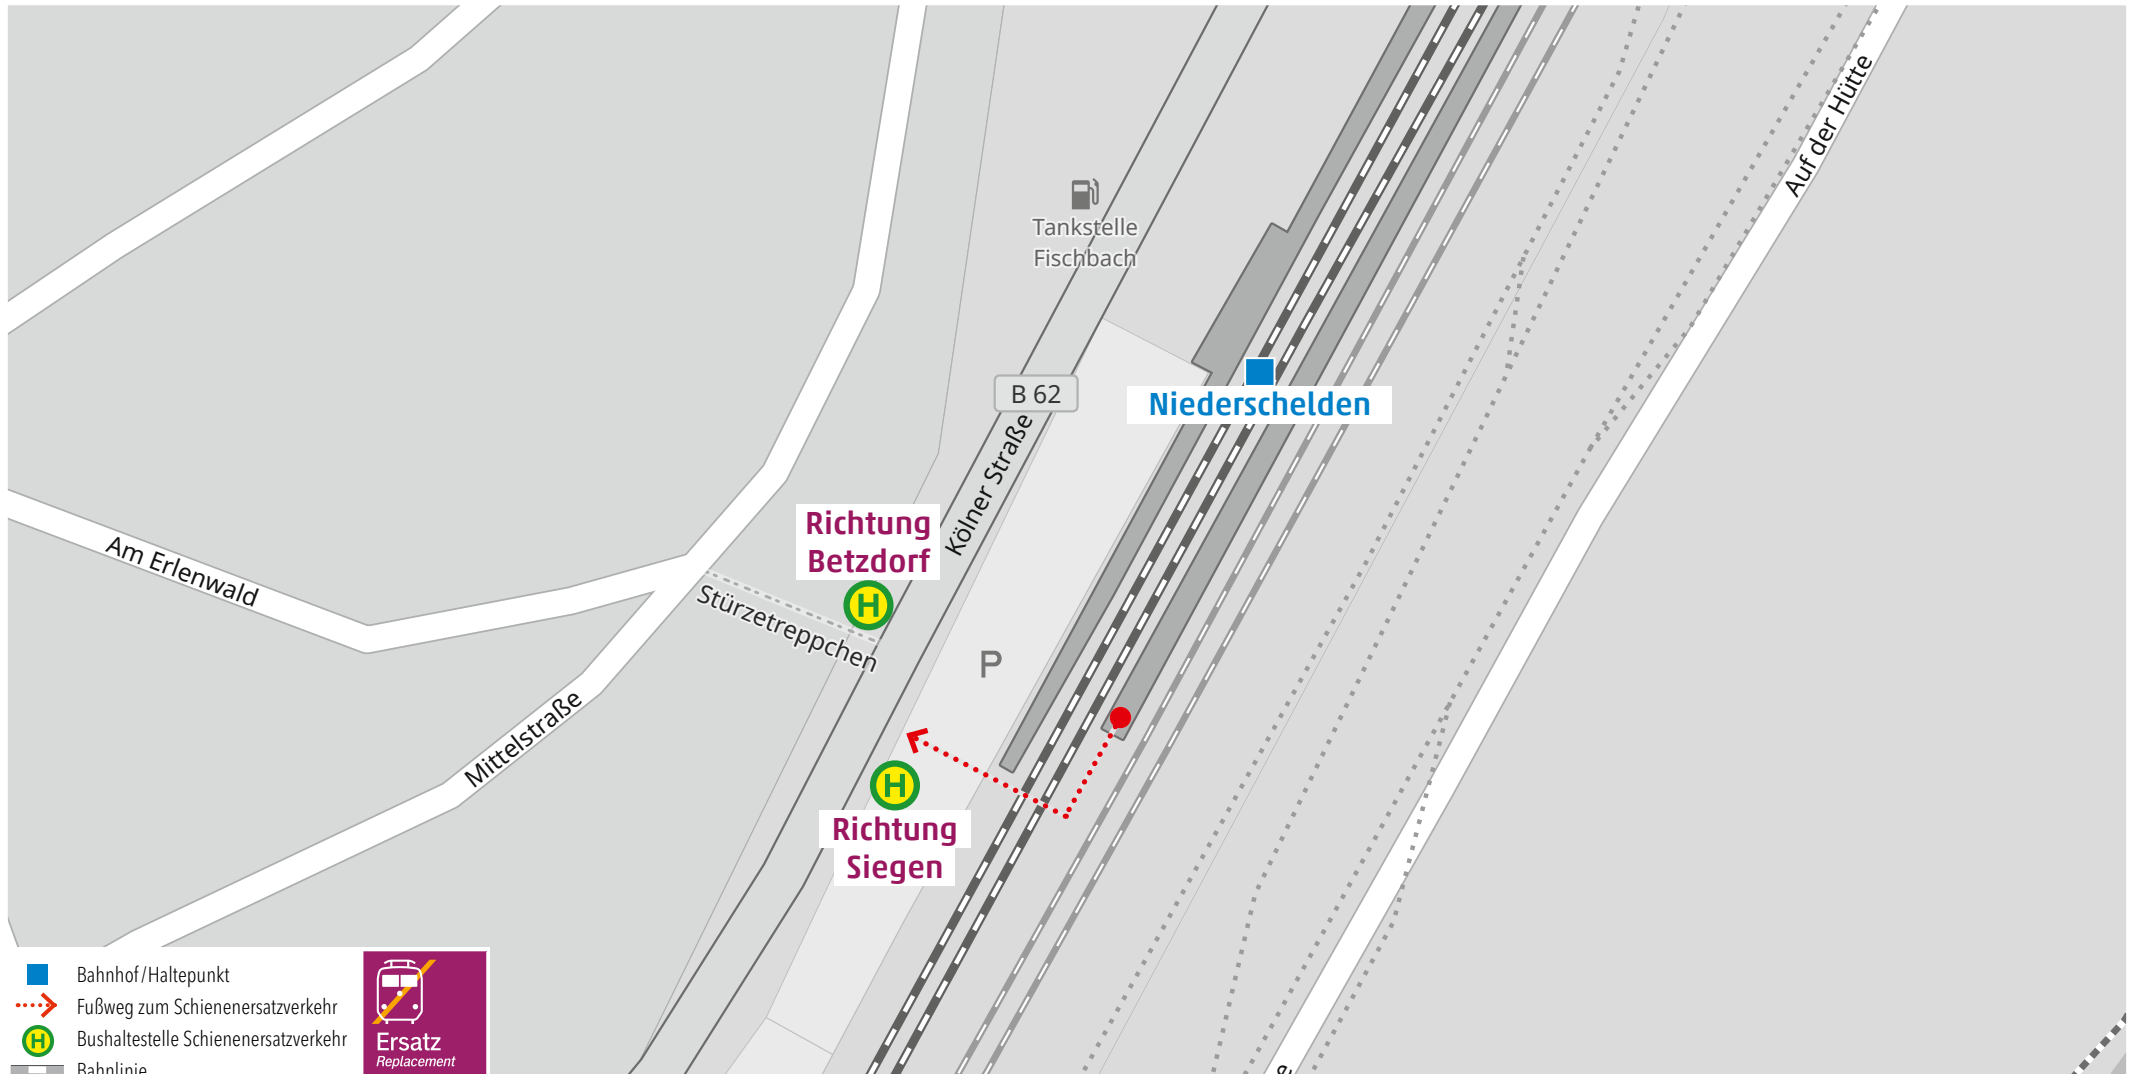 Auf der Hütte
Tankstelle
Fischbach
B 62
Niederschelden
Kölner Straße
Richtung
Betzdorf
H
Am Erlenwald
Stürzetreppchen
P
Mittelstraße
H
Richtung
Siegen
Bahnhof/Haltepunkt
Fußweg zum Schienenersatzverkehr
H Bushaltestelle Schienenersatzverkehr
Bahnlinie
Ersatz
Replacement